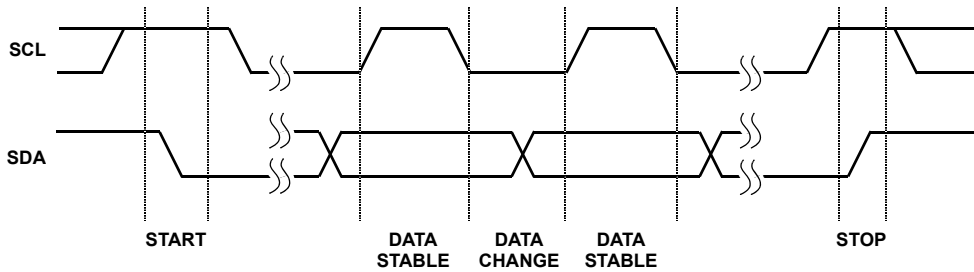 SCL
SDA
START
DATA
STABLE
DATA
CHANGE
DATA
STABLE
STOP